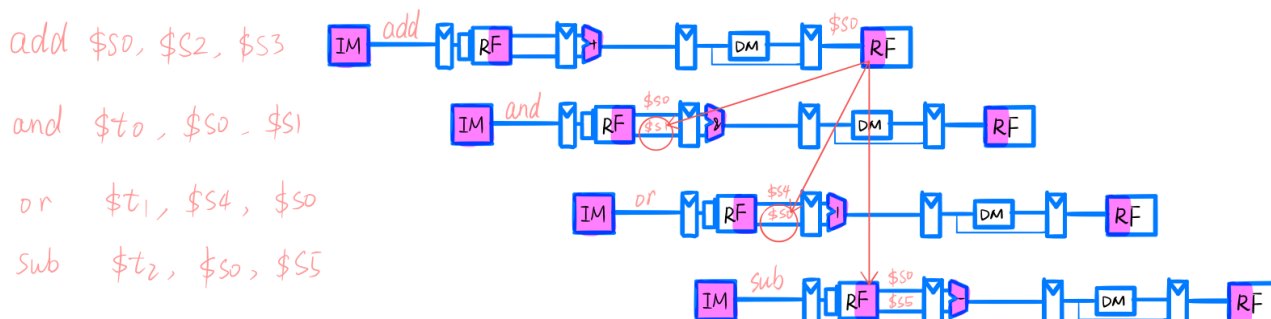 add $s0, $s2, $s3
IM add RF + DM $s0 RF
and $t0, $s0, $s1
IM and RF $s0 $s1 & DM RF
or $t1, $s4, $s0
IM or RF $s4 $s0 | DM RF
sub $t2, $s0, $s5
IM sub RF $s0 $s5 - DM RF